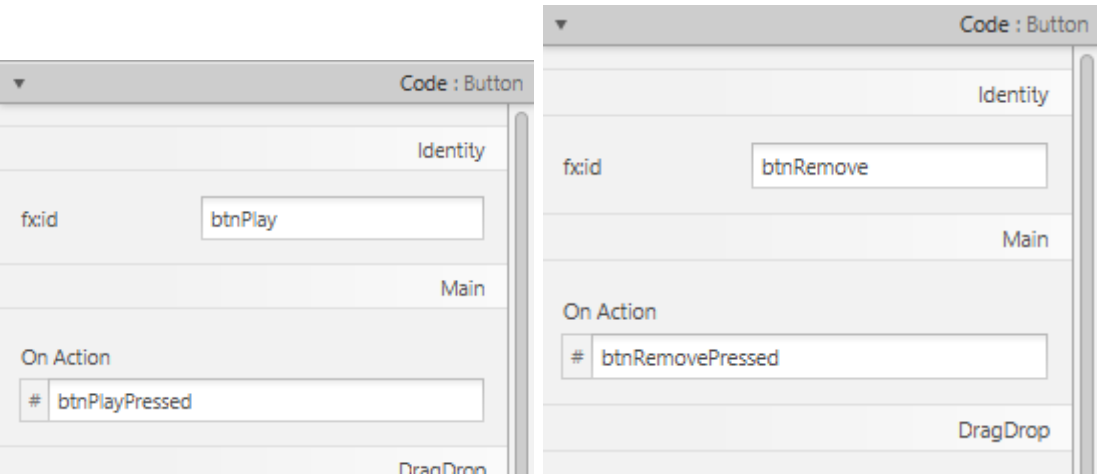 Code : Button
Identity
fx:id
btnPlay
Main
On Action
# btnPlayPressed
DragDrop
Code : Button
Identity
fx:id
btnRemove
Main
On Action
# btnRemovePressed
DragDrop